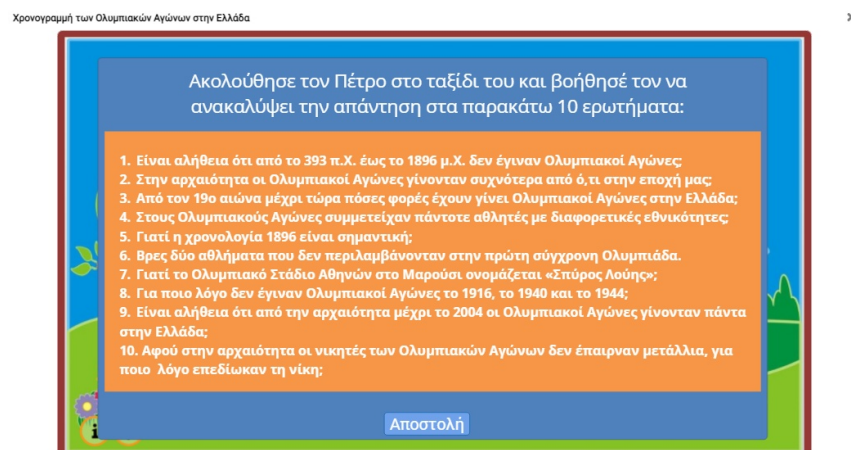 Χρονογραμμή των Ολυμπιακών Αγώνων στην Ελλάδα
Ακολούθησε τον Πέτρο στο ταξίδι του και βοήθησέ τον να
ανακαλύψει την απάντηση στα παρακάτω 10 ερωτήματα:
1. Είναι αλήθεια ότι από το 393 π.Χ. έως το 1896 μ.Χ. δεν έγιναν Ολυμπιακοί Αγώνες;
2. Στην αρχαιότητα οι Ολυμπιακοί Αγώνες γίνονταν συχνότερα από ό,τι στην εποχή μας;
3. Από τον 19ο αιώνα μέχρι τώρα πόσες φορές έχουν γίνει Ολυμπιακοί Αγώνες στην Ελλάδα;
4. Στους Ολυμπιακούς Αγώνες συμμετείχαν πάντοτε αθλητές με διαφορετικές εθνικότητες;
5. Γιατί η χρονολογία 1896 είναι σημαντική;
6. Βρες δύο αθλήματα που δεν περιλαμβάνονταν στην πρώτη σύγχρονη Ολυμπιάδα.
7. Γιατί το Ολυμπιακό Στάδιο Αθηνών στο Μαρούσι ονομάζεται «Σπύρος Λούης»;
8. Για ποιο λόγο δεν έγιναν Ολυμπιακοί Αγώνες το 1916, το 1940 και το 1944;
9. Είναι αλήθεια ότι από την αρχαιότητα μέχρι το 2004 οι Ολυμπιακοί Αγώνες γίνονταν πάντα
στην Ελλάδα;
10. Αφού στην αρχαιότητα οι νικητές των Ολυμπιακών Αγώνων δεν έπαιρναν μετάλλια, για
ποιο λόγο επεδίωκαν τη νίκη;
Αποστολή
i